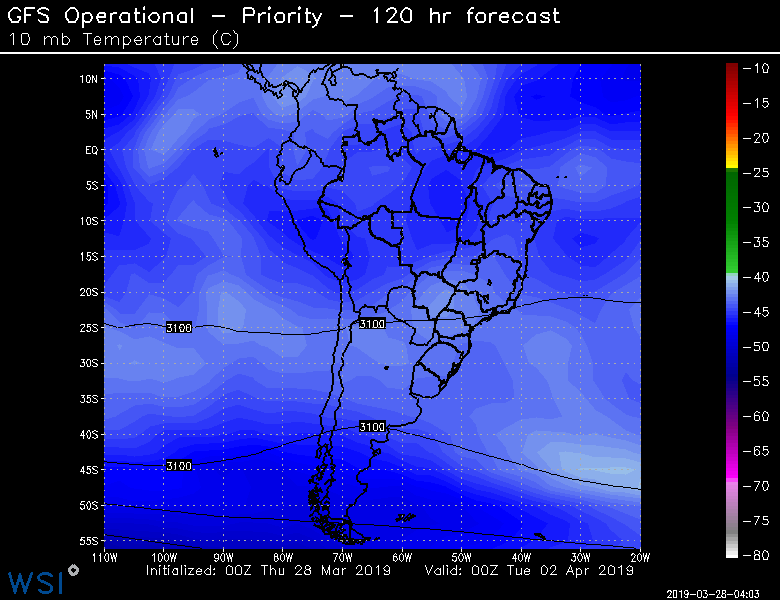 GFS Operational – Priority – 120 hr forecast
10 mb Temperature (C)
10N
5N
EQ
5S
10S
15S
20S
25S
30S
35S
40S
45S
50S
55S
3100
3100
3100
3100
110W 100W 90W 80W 70W 60W 50W 40W 30W 20W
-10
-15
-20
-25
-30
-35
-40
-45
-50
-55
-60
-65
-70
-75
-80
Initialized: 00Z Thu 28 Mar 2019 Valid: 00Z Tue 02 Apr 2019
WSI
2019-03-28-04:03